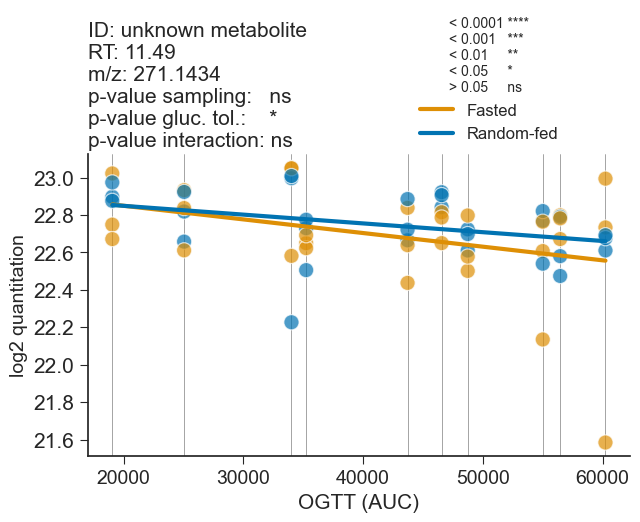 ID: unknown metabolite
RT: 11.49
m/z: 271.1434
p-value sampling: ns
p-value gluc. tol.: *
p-value interaction: ns
< 0.0001 ****
< 0.001 ***
< 0.01 **
< 0.05 *
> 0.05 ns
Fasted
Random-fed
log2 quantitation
23.0
22.8
22.6
22.4
22.2
22.0
21.8
21.6
20000
30000
40000
50000
60000
OGTT (AUC)